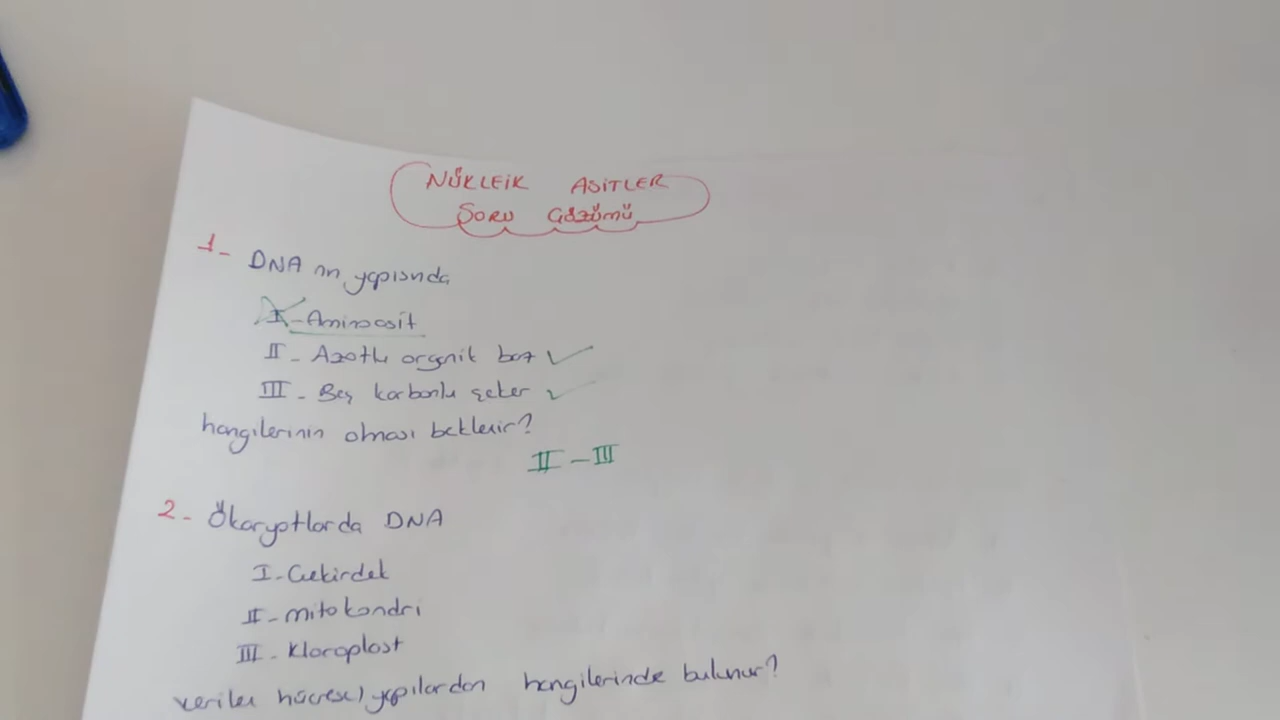 NÜKLEİK ASİTLER
SORU ÇÖZÜMÜ
1- DNA nın yapısında
I-Aminoasit
II- Azotlu organik baz
III- Beş karbonlu şeker
hangilerinin olması beklenir?
II-III
2- Ökaryotlarda DNA
I-Çekirdek
II-mitokondri
III- Kloroplast
verilen hücresel yapılardan hangilerinde bulunur?